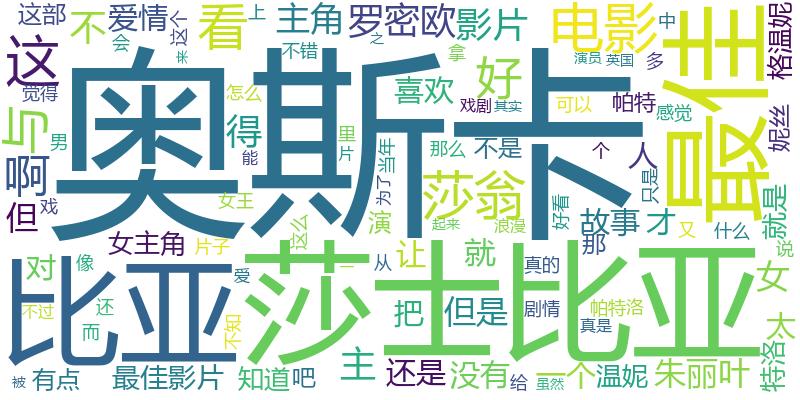 这部
爱情
不
看
上
主角
这个
会
来
不错
罗密欧
影片
之
拿
电影
演员
英国
中
多
最佳
格温妮
这
觉得
与
男
奥斯卡
怎么
得
能
里
片
喜欢
当年
为了
好
戏剧
其实
那么
不是
可以
帕特
感觉
个
人
只是
妮丝
啊
但
戏
女主角
女王
片子
这么
演
莎翁
起来
浪漫
好看
故事
才
那
又
什么
就是
说
对
像
还
而
不过
不知
爱
比亚
莎士比亚
一
从
让
就
把
但是
真的
剧情
帕特洛
真是
女
太
特洛
被
有点
最佳影片
知道
吧
主
还是
没有
给
虽然
一个
温妮
朱丽叶